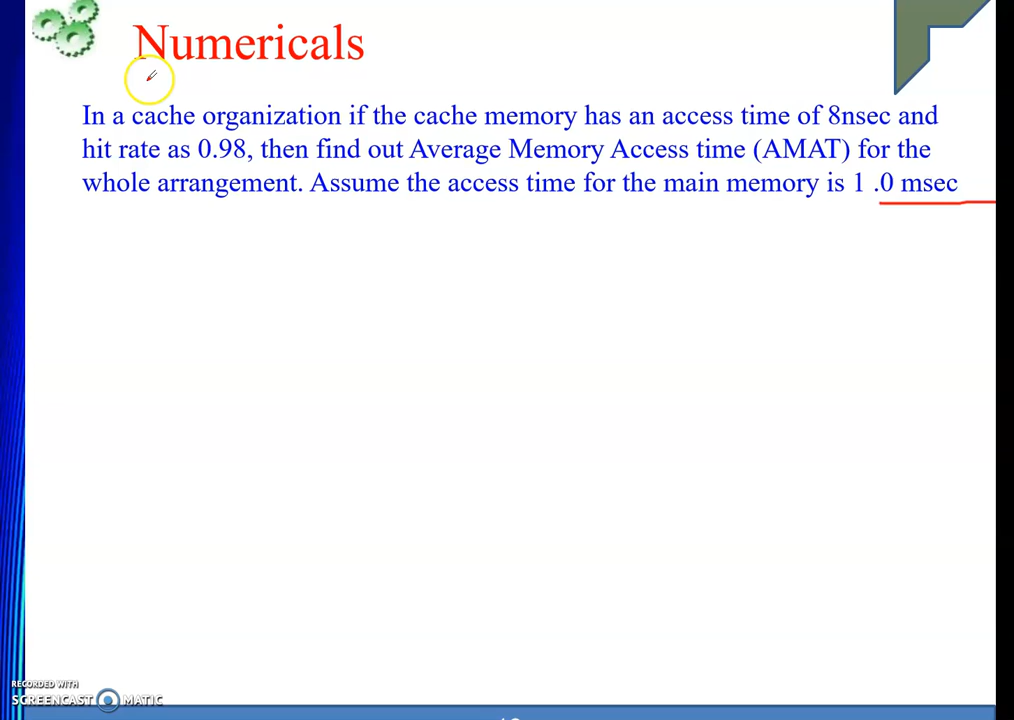 Numericals
In a cache organization if the cache memory has an access time of 8nsec and
hit rate as 0.98, then find out Average Memory Access time (AMAT) for the
whole arrangement. Assume the access time for the main memory is 1 .0 msec
RECORDED WITH
SCREENCAST MATIC